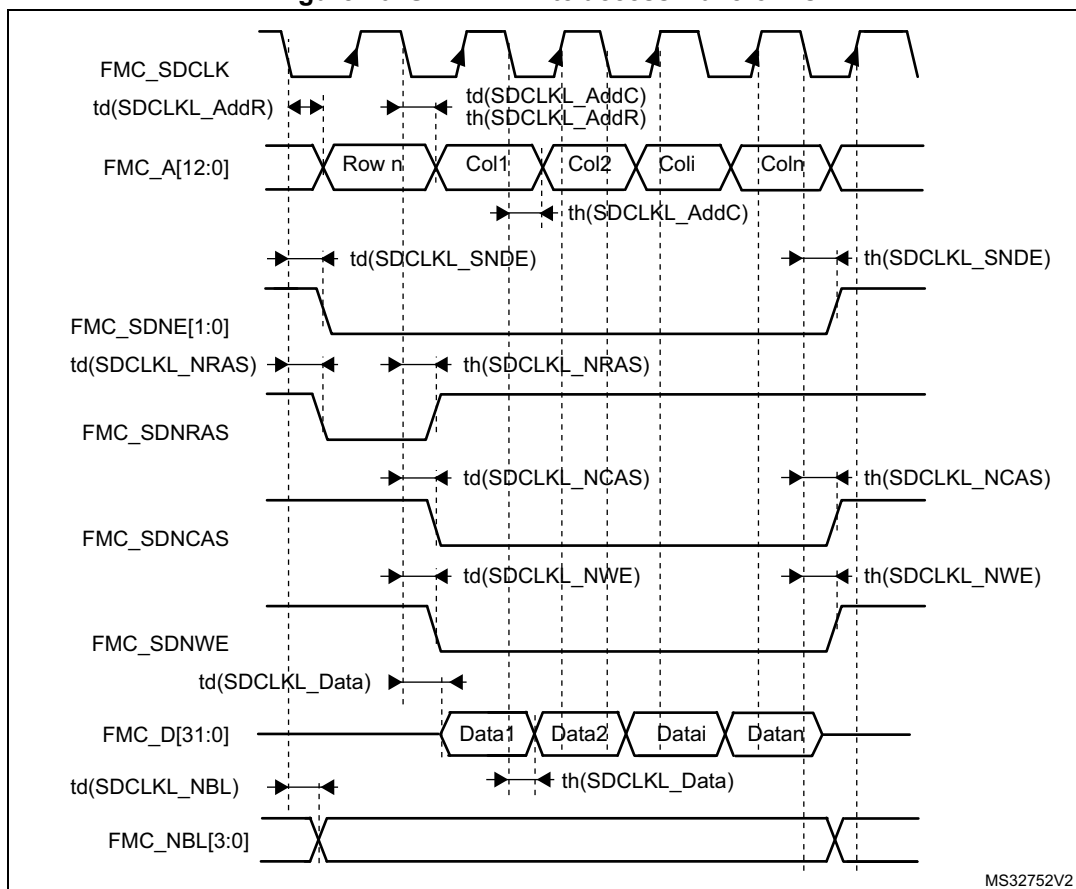 FMC_SDCLK
td(SDCLKL_AddR)
td(SDCLKL_AddC)
th(SDCLKL_AddR)
FMC_A[12:0]
Row n
Col1
Col2
Coli
Coln
th(SDCLKL_AddC)
td(SDCLKL_SNDE)
th(SDCLKL_SNDE)
FMC_SDNE[1:0]
td(SDCLKL_NRAS)
th(SDCLKL_NRAS)
FMC_SDNRAS
td(SDCLKL_NCAS)
th(SDCLKL_NCAS)
FMC_SDNCAS
td(SDCLKL_NWE)
th(SDCLKL_NWE)
FMC_SDNWE
td(SDCLKL_Data)
FMC_D[31:0]
Data1
Data2
Datai
Datan
td(SDCLKL_NBL)
th(SDCLKL_Data)
FMC_NBL[3:0]
MS32752V2